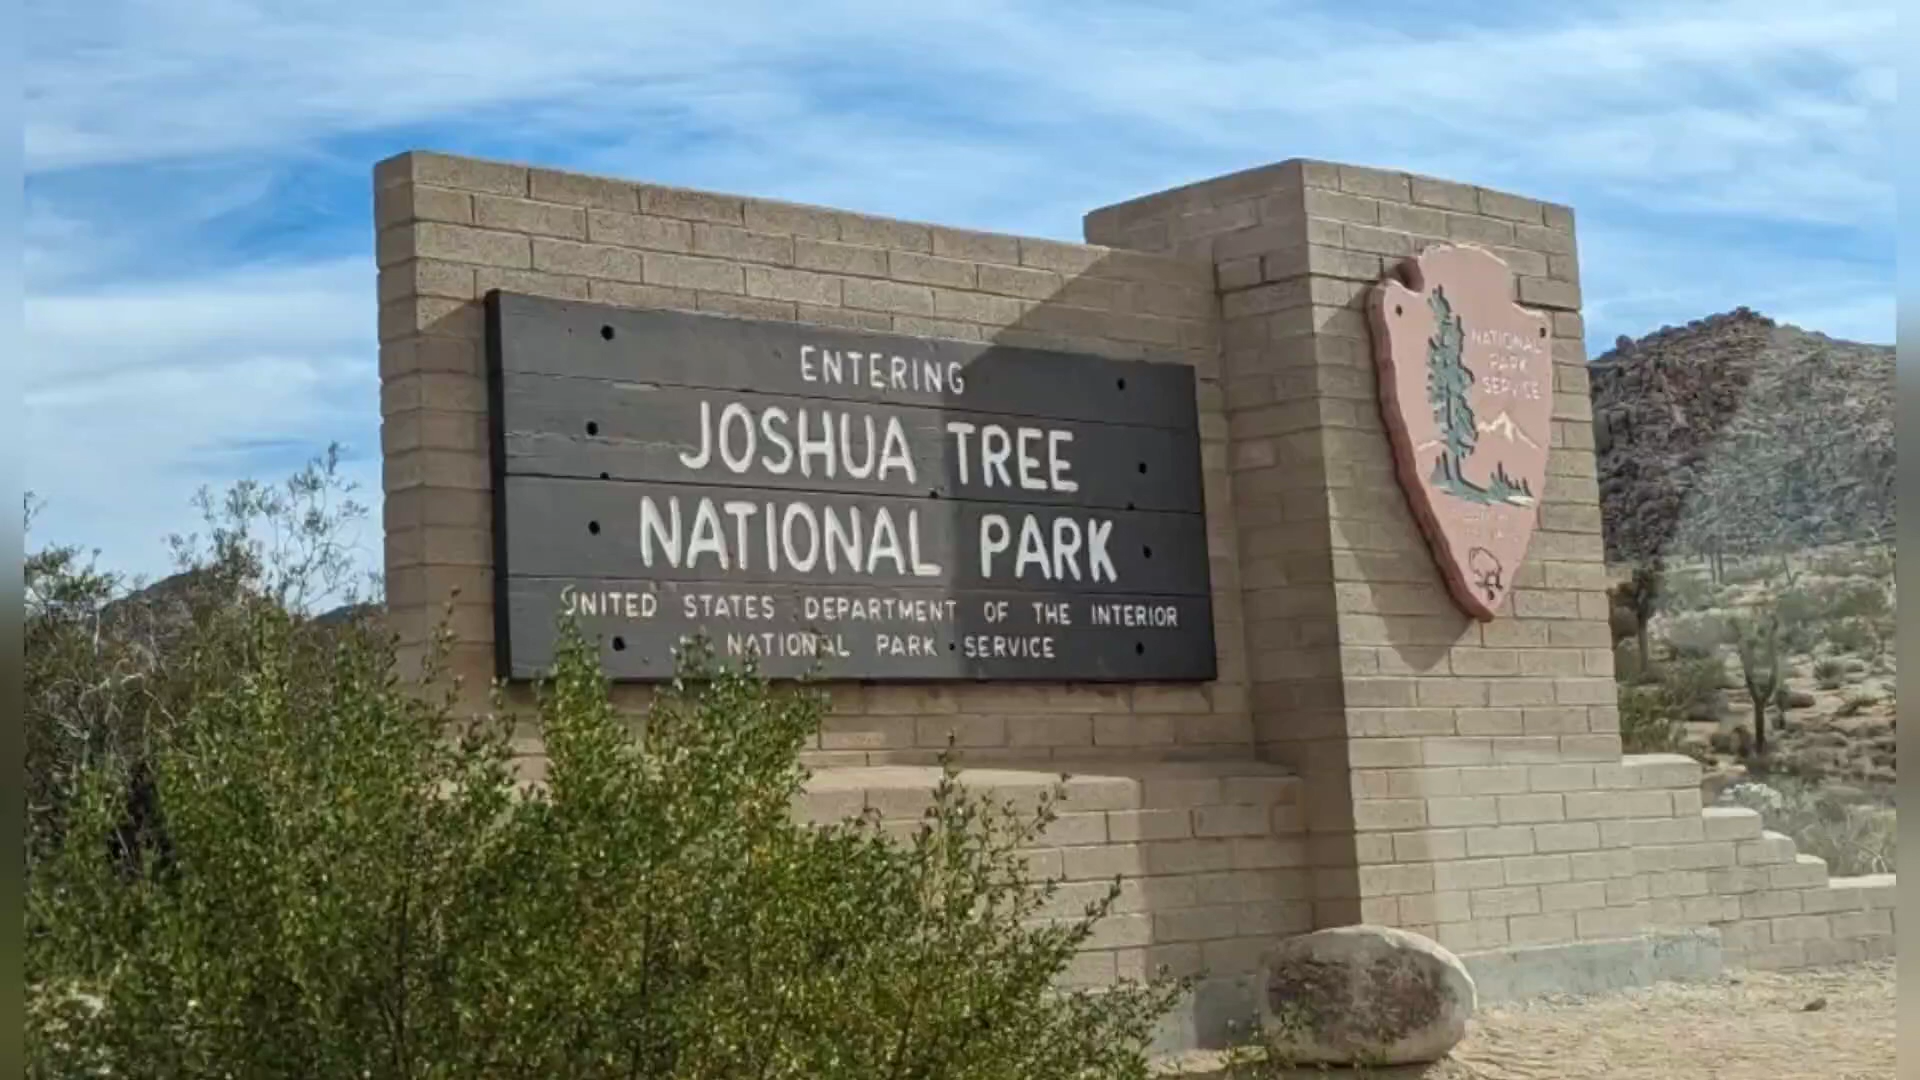 ENTERING
JOSHUA TREE
NATIONAL PARK
UNITED STATES DEPARTMENT OF THE INTERIOR
NATIONAL PARK SERVICE
NATIONAL
PARK
SERVICE